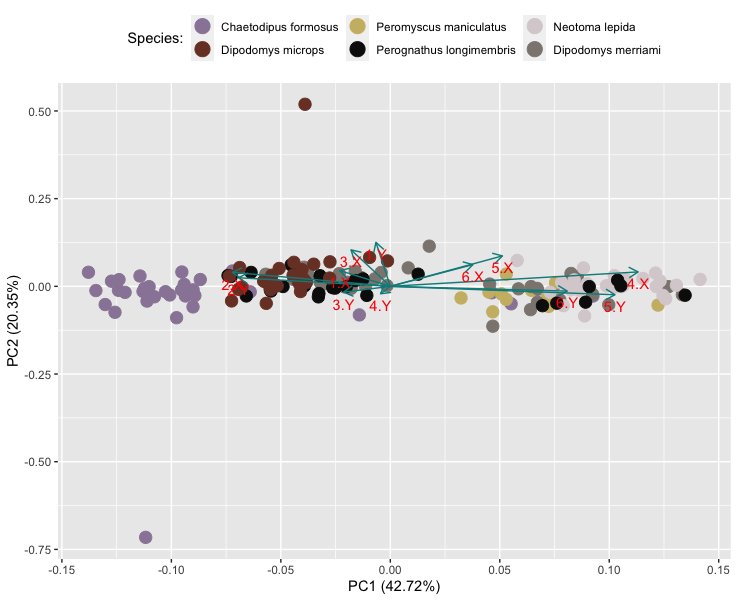 Species: Chaetodipus formosus Peromyscus maniculatus Neotoma lepida
Dipodomys microps Perognathus longimembris Dipodomys merriami
PC2 (20.35%)
0.50
0.25
0.00
-0.25
-0.50
-0.75
3.X
5.X
6.X
4.X
3.Y
4.Y
6.Y
5.Y
-0.15 -0.10 -0.05 0.00 0.05 0.10 0.15
PC1 (42.72%)